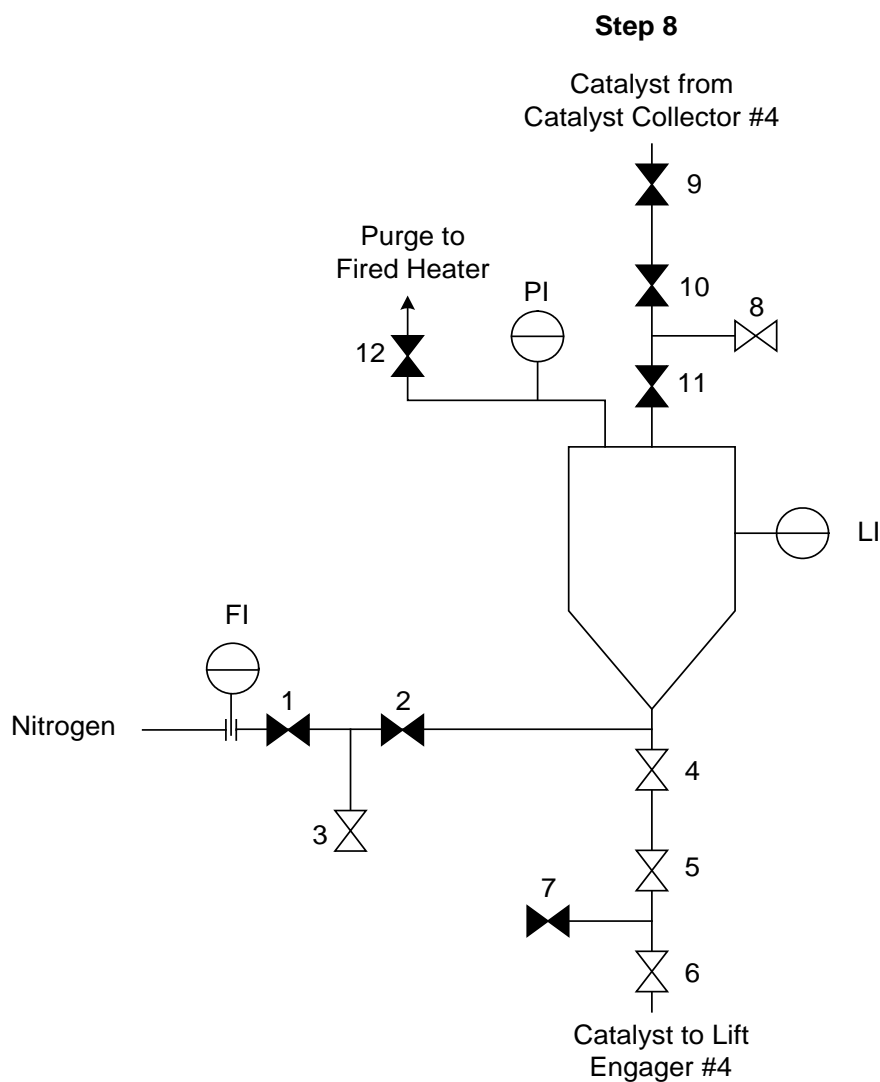 Step 8
Catalyst from
Catalyst Collector #4
9
Purge to
Fired Heater
PI
10
8
12
11
LI
FI
1
2
Nitrogen
4
3
5
7
6
Catalyst to Lift
Engager #4